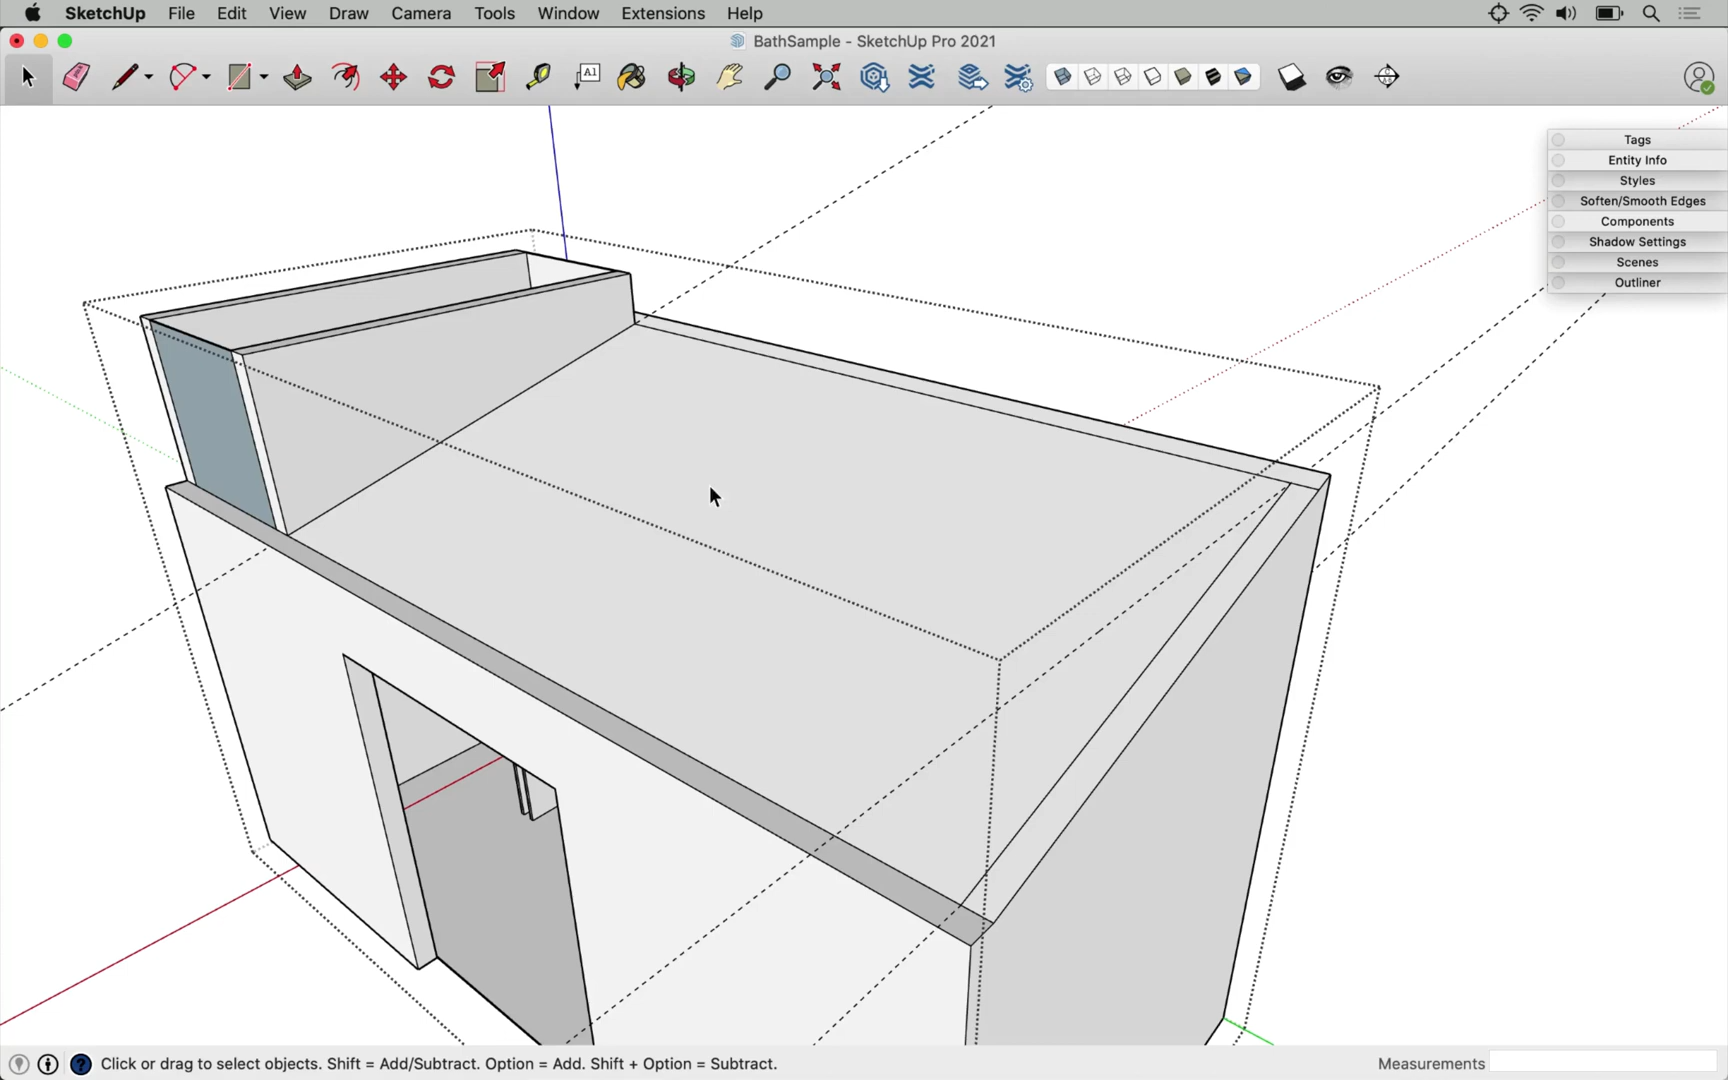 SketchUp File Edit View Draw Camera Tools Window Extensions Help
BathSample - SketchUp Pro 2021
A1
Tags
Entity Info
Styles
Soften/Smooth Edges
Components
Shadow Settings
Scenes
Outliner
Click or drag to select objects. Shift = Add/Subtract. Option = Add. Shift + Option = Subtract.
Measurements